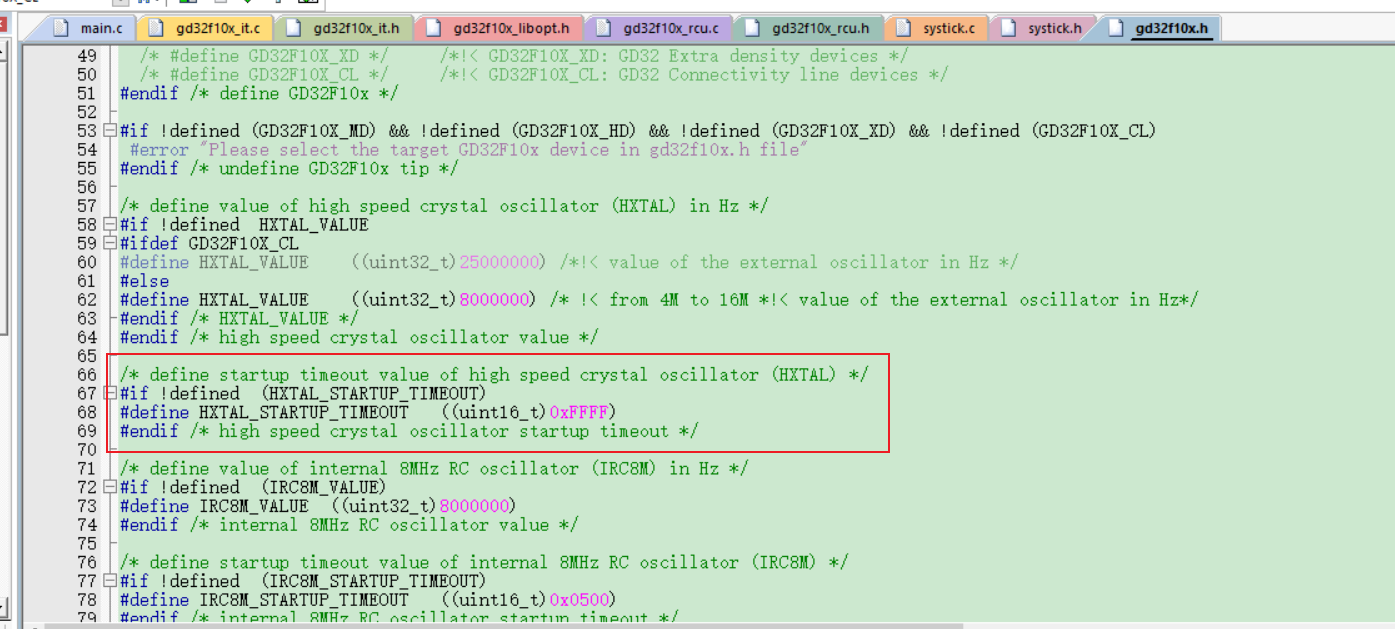 main.c gd32f10x_it.c gd32f10x_it.h gd32f10x_libopt.h gd32f10x_rcu.c gd32f10x_rcu.h systick.c systick.h gd32f10x.h
49 /* #define GD32F10X_XD */ /*!< GD32F10X_XD: GD32 Extra density devices */
50 /* #define GD32F10X_CL */ /*!< GD32F10X_CL: GD32 Connectivity line devices */
51 #endif /* define GD32F10x */
52
53 #if !defined (GD32F10X_MD) && !defined (GD32F10X_HD) && !defined (GD32F10X_XD) && !defined (GD32F10X_CL)
54 #error "Please select the target GD32F10x device in gd32f10x.h file"
55 #endif /* undefine GD32F10x tip */
56
57 /* define value of high speed crystal oscillator (HXTAL) in Hz */
58 #if !defined HXTAL_VALUE
59 #ifdef GD32F10X_CL
60 #define HXTAL_VALUE ((uint32_t)25000000) /*!< value of the external oscillator in Hz */
61 #else
62 #define HXTAL_VALUE ((uint32_t)8000000) /* !< from 4M to 16M *!< value of the external oscillator in Hz*/
63 #endif /* HXTAL_VALUE */
64 #endif /* high speed crystal oscillator value */
65
66 /* define startup timeout value of high speed crystal oscillator (HXTAL) */
67 #if !defined (HXTAL_STARTUP_TIMEOUT)
68 #define HXTAL_STARTUP_TIMEOUT ((uint16_t)0xFFFF)
69 #endif /* high speed crystal oscillator startup timeout */
70
71 /* define value of internal 8MHz RC oscillator (IRC8M) in Hz */
72 #if !defined (IRC8M_VALUE)
73 #define IRC8M_VALUE ((uint32_t)8000000)
74 #endif /* internal 8MHz RC oscillator value */
75
76 /* define startup timeout value of internal 8MHz RC oscillator (IRC8M) */
77 #if !defined (IRC8M_STARTUP_TIMEOUT)
78 #define IRC8M_STARTUP_TIMEOUT ((uint16_t)0x0500)
79 #endif /* internal 8MHz RC oscillator startup timeout */